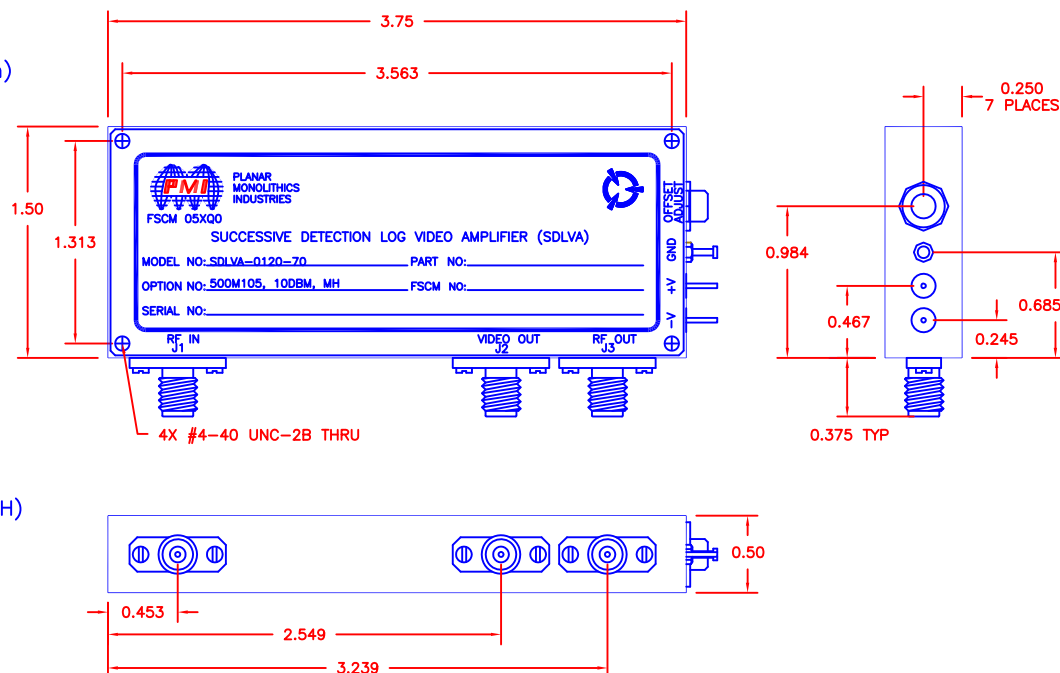 3.75
3.563
0.250
7 PLACES
1.50
1.313
PMI
PLANAR
MONOLITHICS
INDUSTRIES
FSCM 05XQ0
SUCCESSIVE DETECTION LOG VIDEO AMPLIFIER (SDLVA)
MODEL NO: SDLVA-0120-70 PART NO:
OPTION NO: 500M105, 10DBM, MH FSCM NO:
SERIAL NO:
RF IN
J1
VIDEO OUT
J2
RF OUT
J3
OFFSET
ADJUST
GND
+V
-V
0.984
0.467
0.685
0.245
0.375 TYP
4X #4-40 UNC-2B THRU
H)
0.50
0.453
2.549
3.239